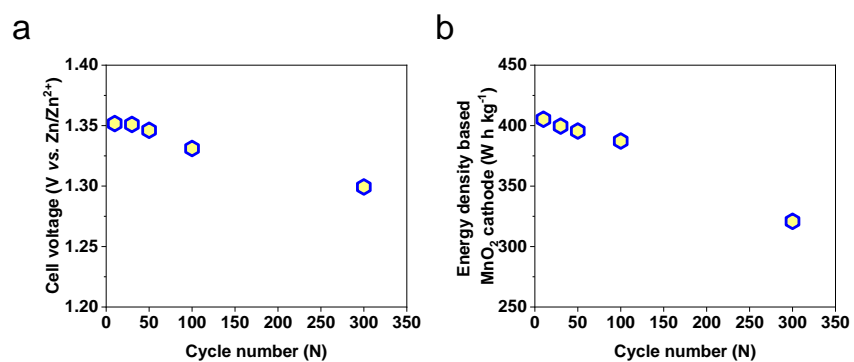 a
1.40
1.35
1.30
1.25
1.20
Cell voltage (V vs. Zn/Zn²⁺)
0 50 100 150 200 250 300 350
Cycle number (N)
b
450
400
350
300
250
Energy density based
MnO₂ cathode (W h kg⁻¹)
0 50 100 150 200 250 300 350
Cycle number (N)